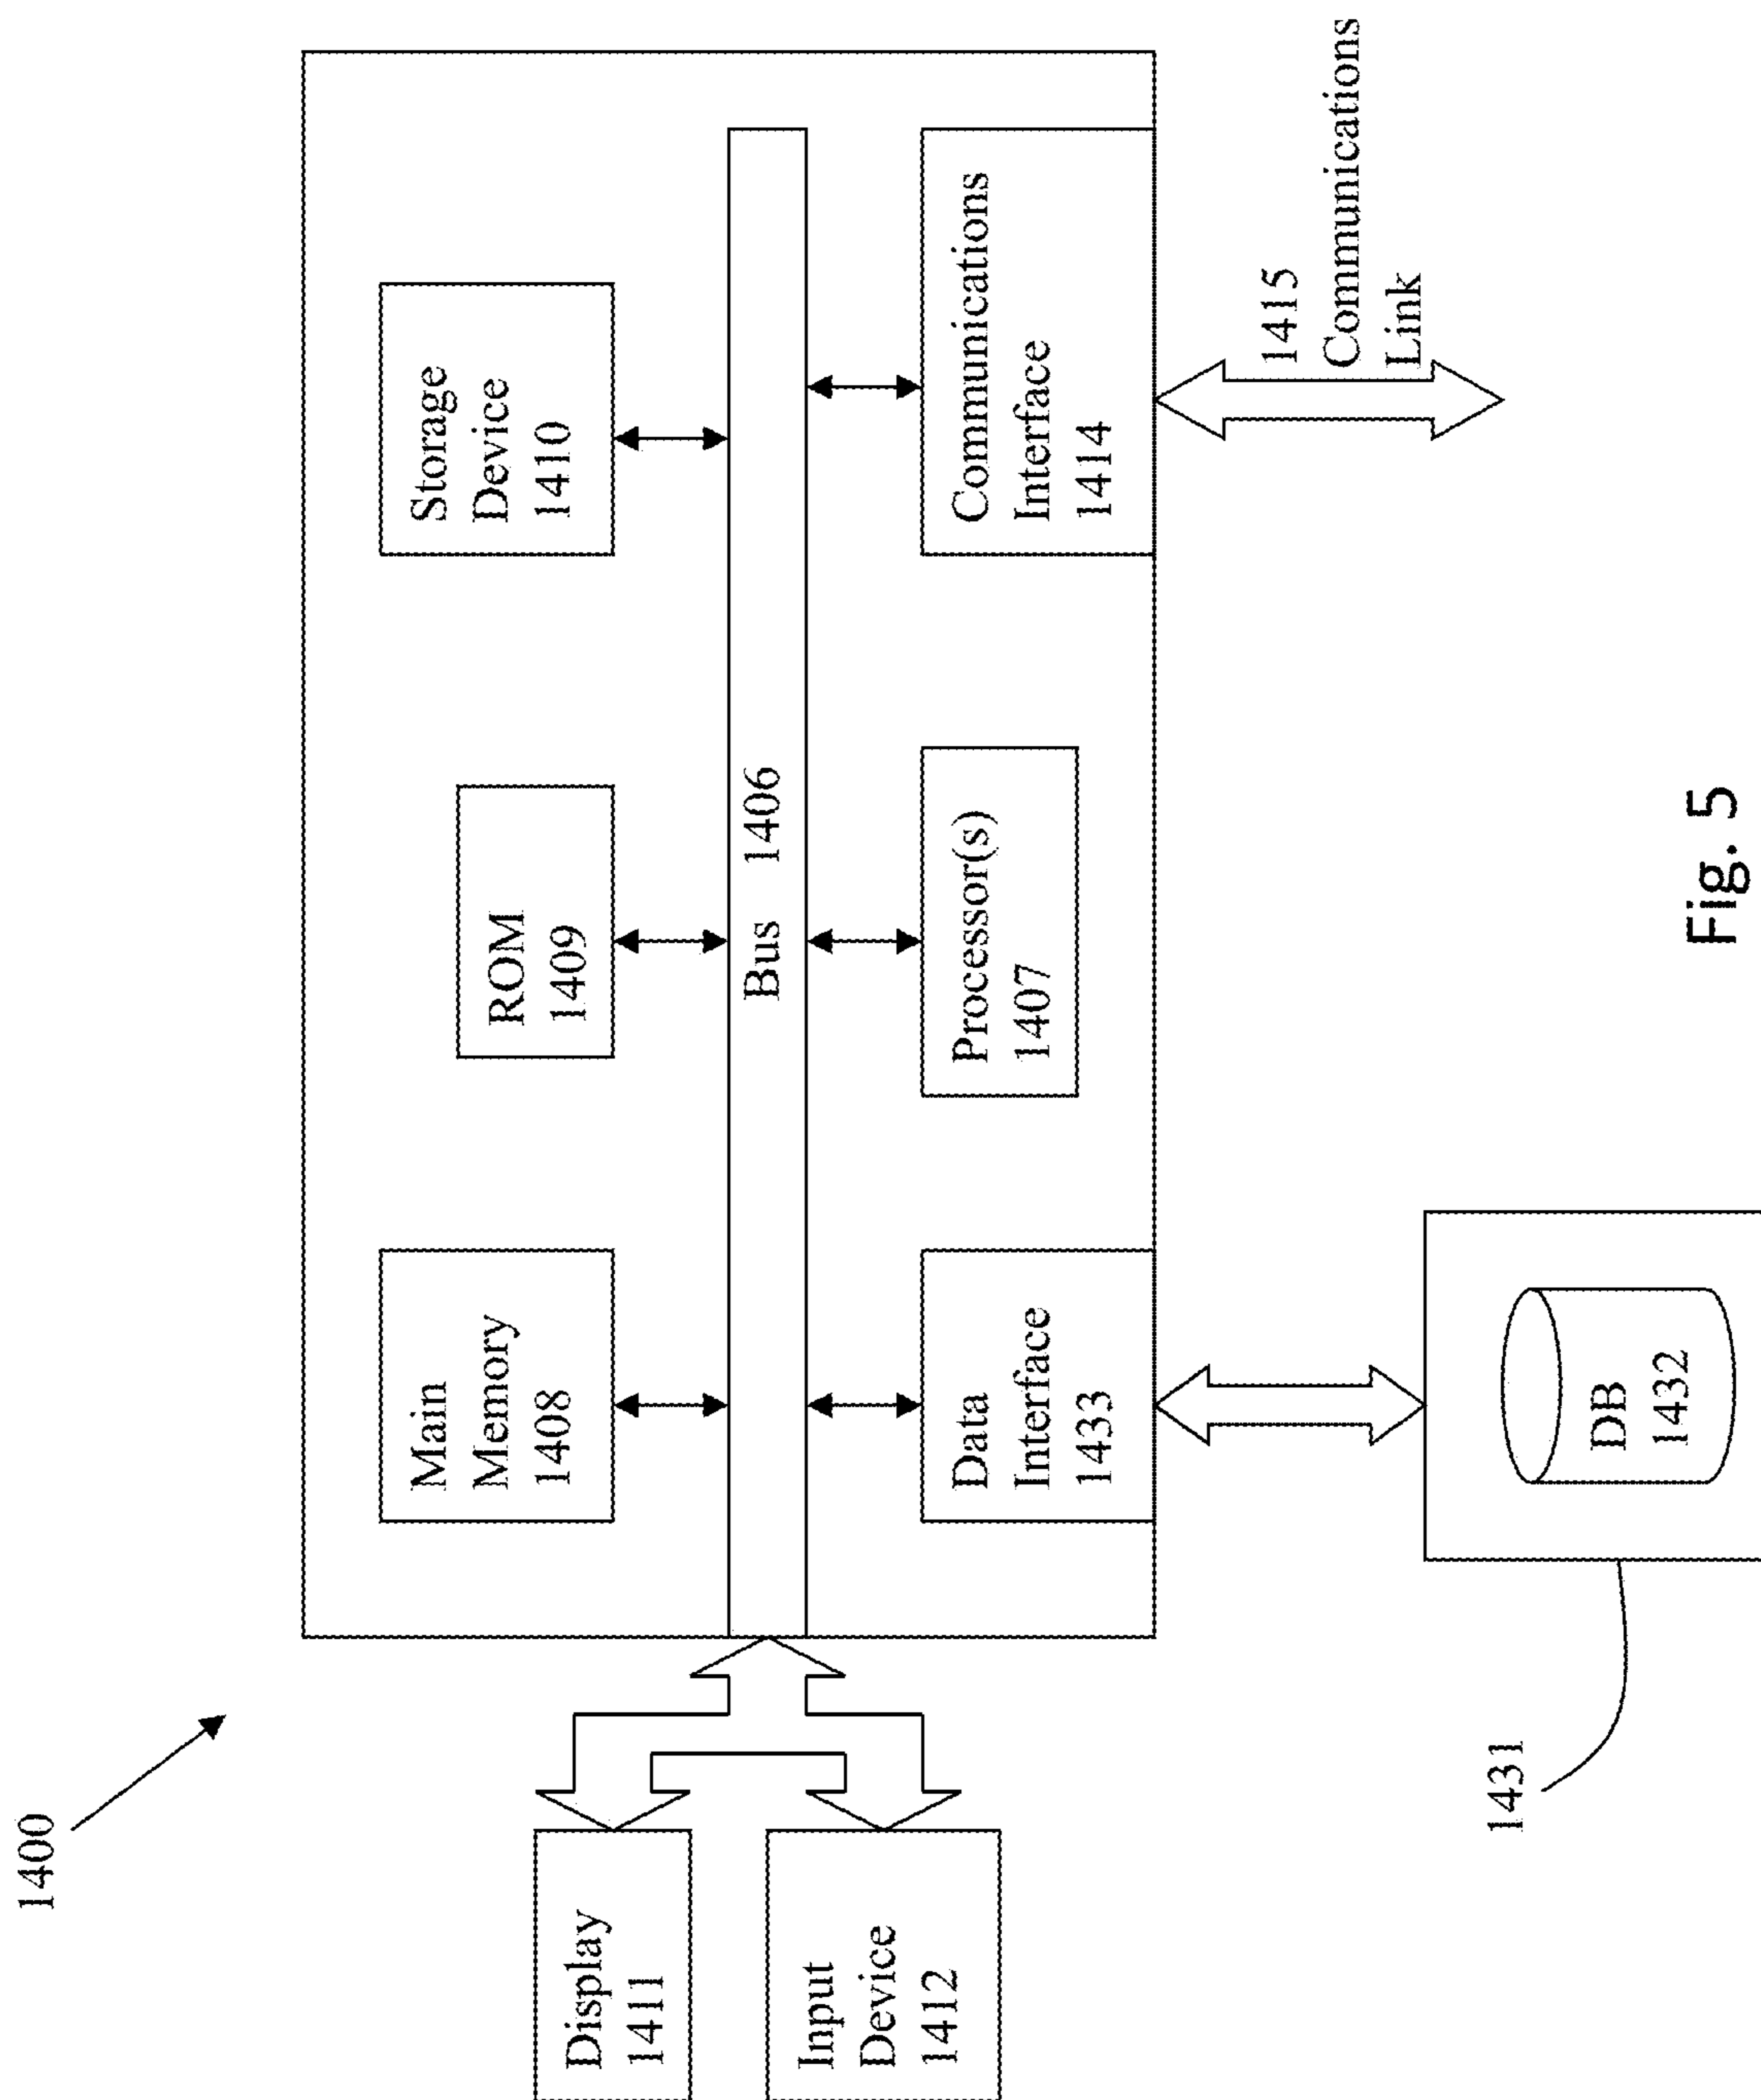 1400
Main
Memory
1408
ROM
1409
Storage
Device
1410
Display
1411
Bus 1406
Input
Device
1412
Data
Interface
1433
Processor(s)
1407
Communications
Interface
1414
1415
Communications
Link
1431
DB
1432
Fig. 5